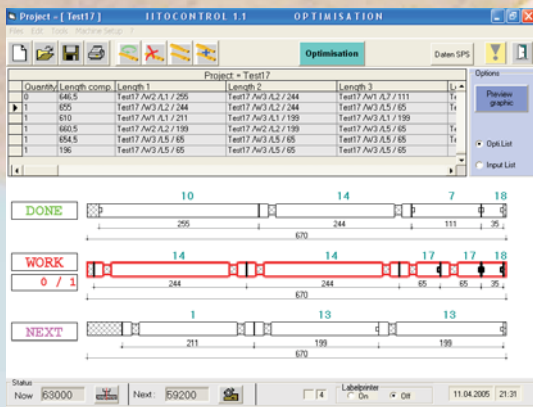 Project = [ Test17 ] IITOCONTROL 1.1 OPTIMISATION
Files Edit Tools Machine Setup ?
Optimisation Daten SPS
Project = Test17
Quantity Length comp. Length 1 Length 2 Length 3
0 646,5 Test17 /W2 /L1 / 255 Test17 /W3 /L2 / 244 Test17 /W1 /L7 / 111
1 655 Test17 /W3 /L2 / 244 Test17 /W3 /L2 / 244 Test17 /W3 /L5 / 65
1 610 Test17 /W1 /L1 / 211 Test17 /W3 /L1 / 199 Test17 /W3 /L1 / 199
1 660,5 Test17 /W2 /L2 / 199 Test17 /W2 /L2 / 199 Test17 /W3 /L5 / 65
1 654,5 Test17 /W3 /L5 / 65 Test17 /W3 /L5 / 65 Test17 /W3 /L5 / 65
1 196 Test17 /W3 /L5 / 65 Test17 /W3 /L5 / 65 Test17 /W3 /L5 / 65
Options
Preview
graphic
Opti List
Input List
10 14 7 18
DONE
255 244 111 35
670
14 14 17 17 18
WORK
0 / 1
244 244 65 65 35
670
1 13 13
NEXT
211 199 199
670
Status
Now 63000 Next : 59200 4 Labelprinter On Off 11.04.2005 21:31